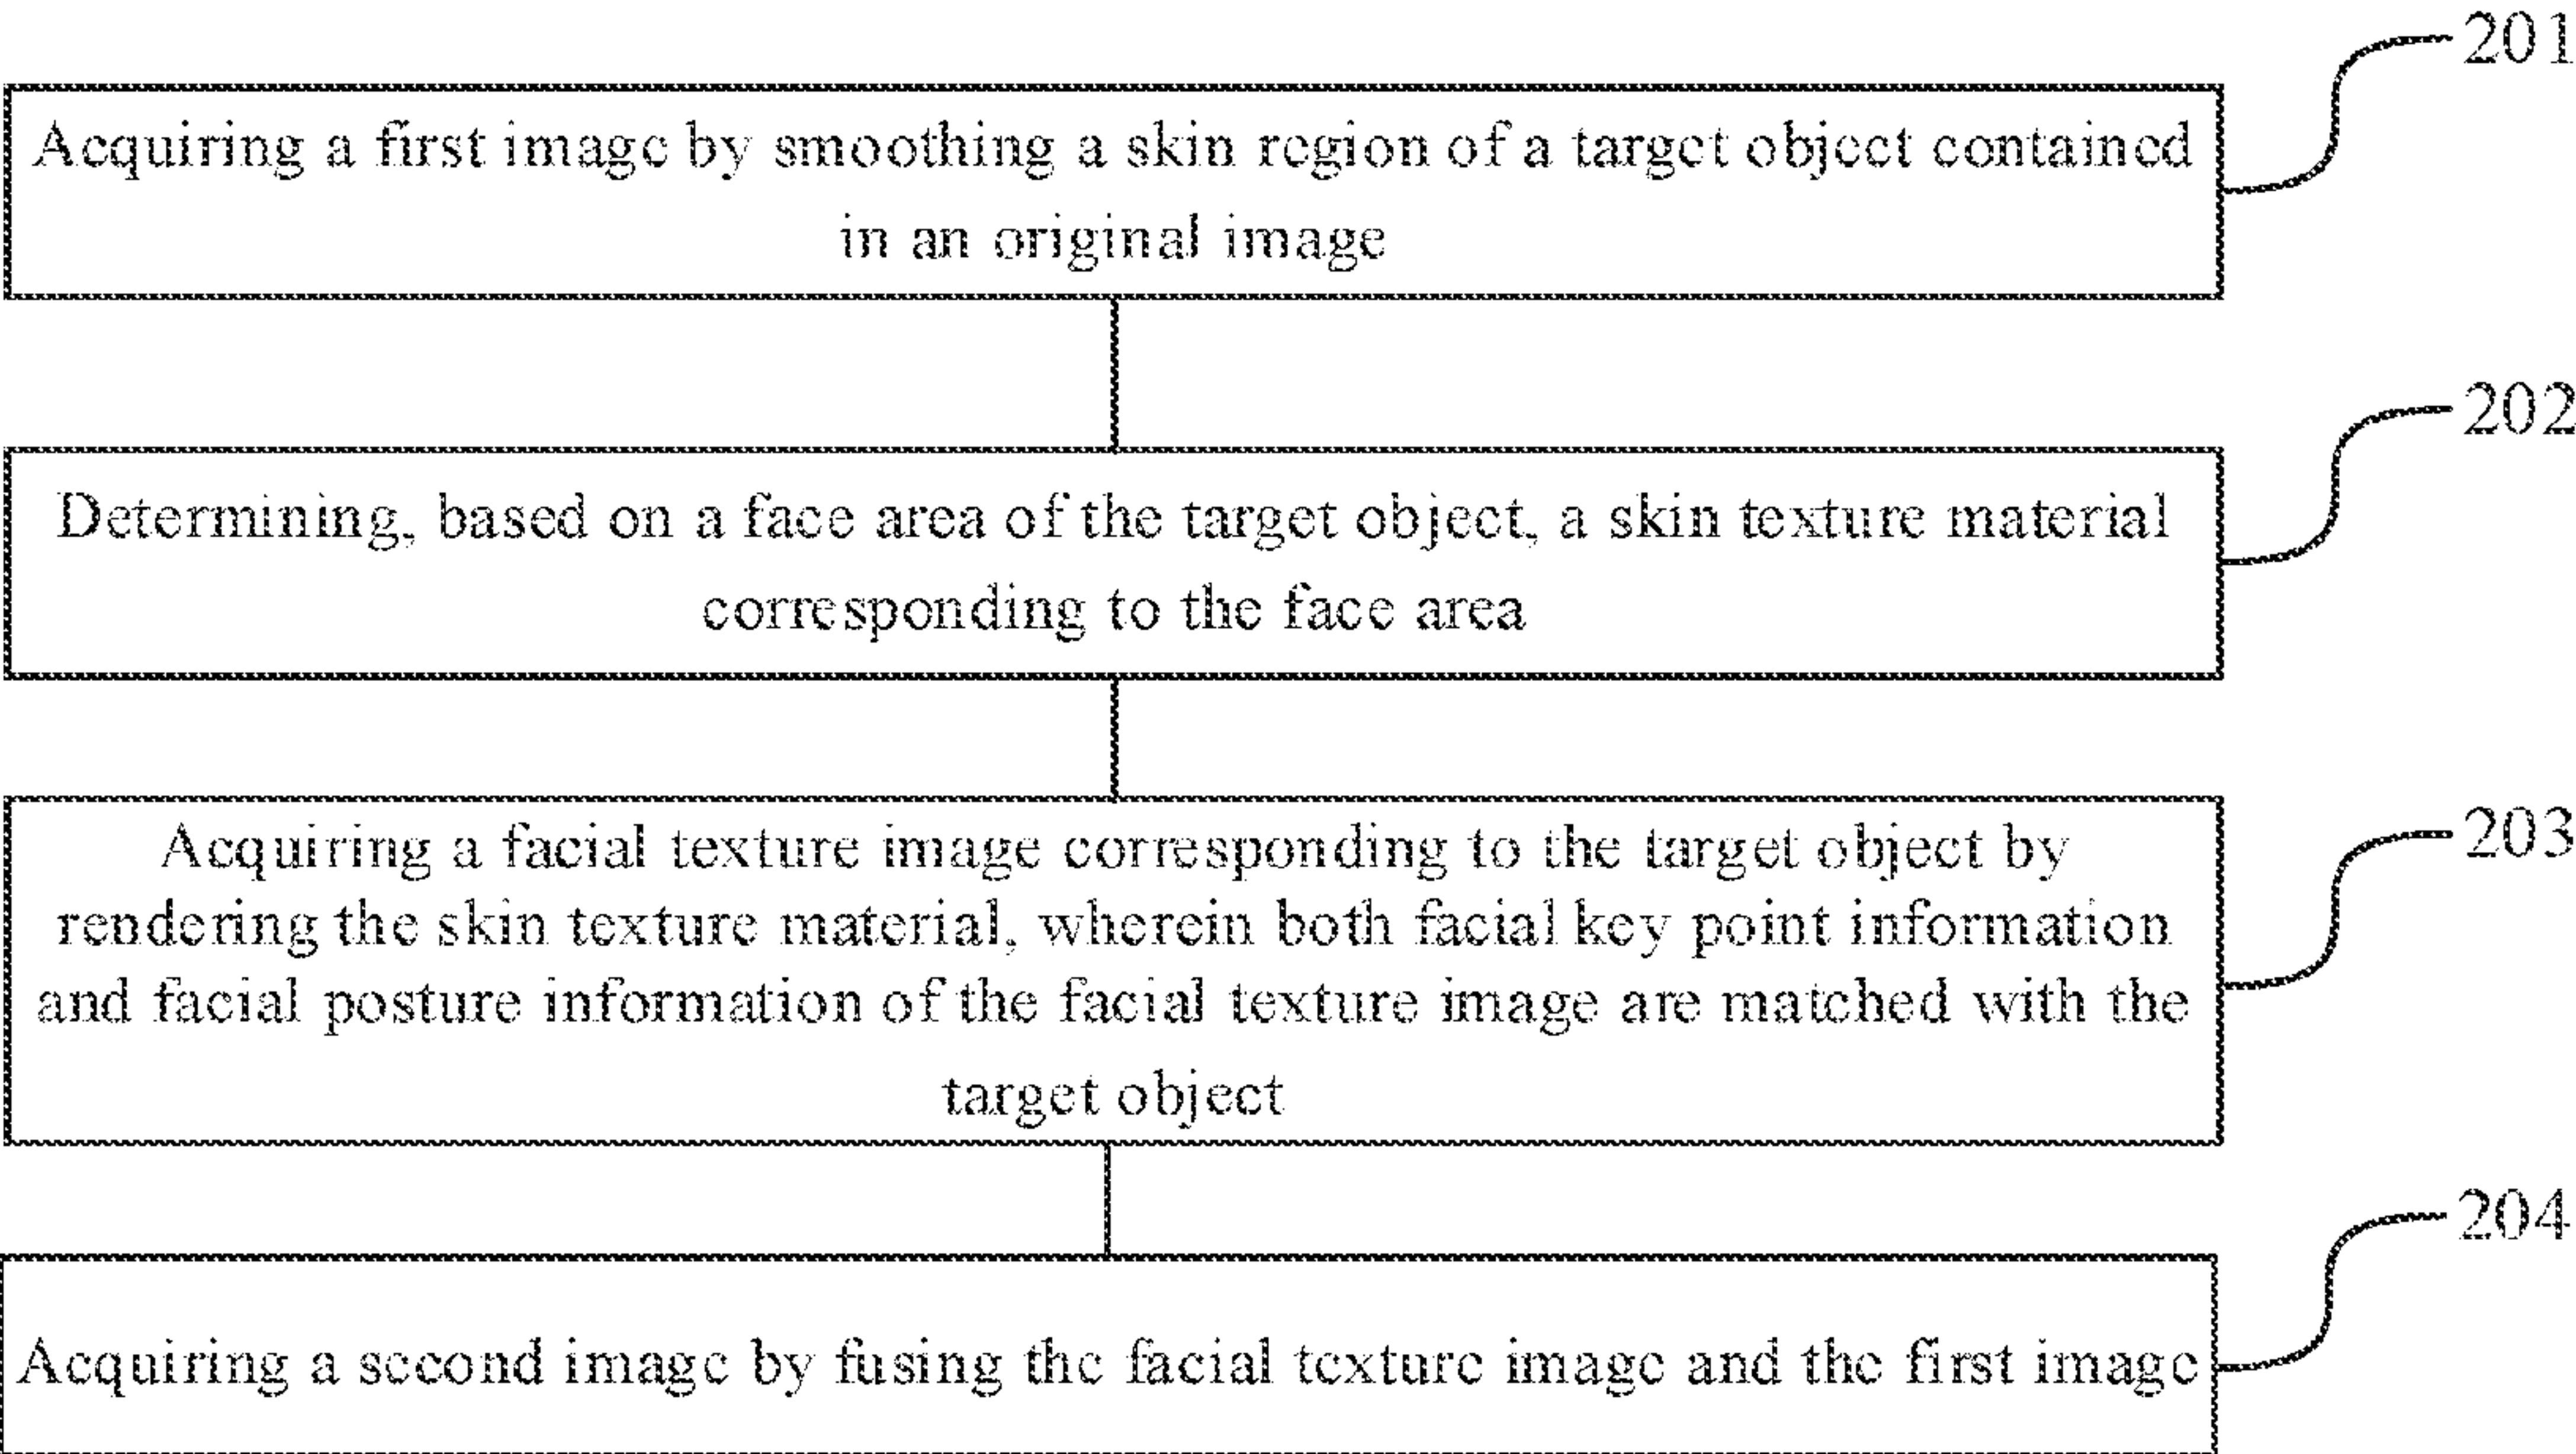 201
Acquiring a first image by smoothing a skin region of a target object contained
in an original image
202
Determining, based on a face area of the target object, a skin texture material
corresponding to the face area
203
Acquiring a facial texture image corresponding to the target object by
rendering the skin texture material, wherein both facial key point information
and facial posture information of the facial texture image are matched with the
target object
204
Acquiring a second image by fusing the facial texture image and the first image